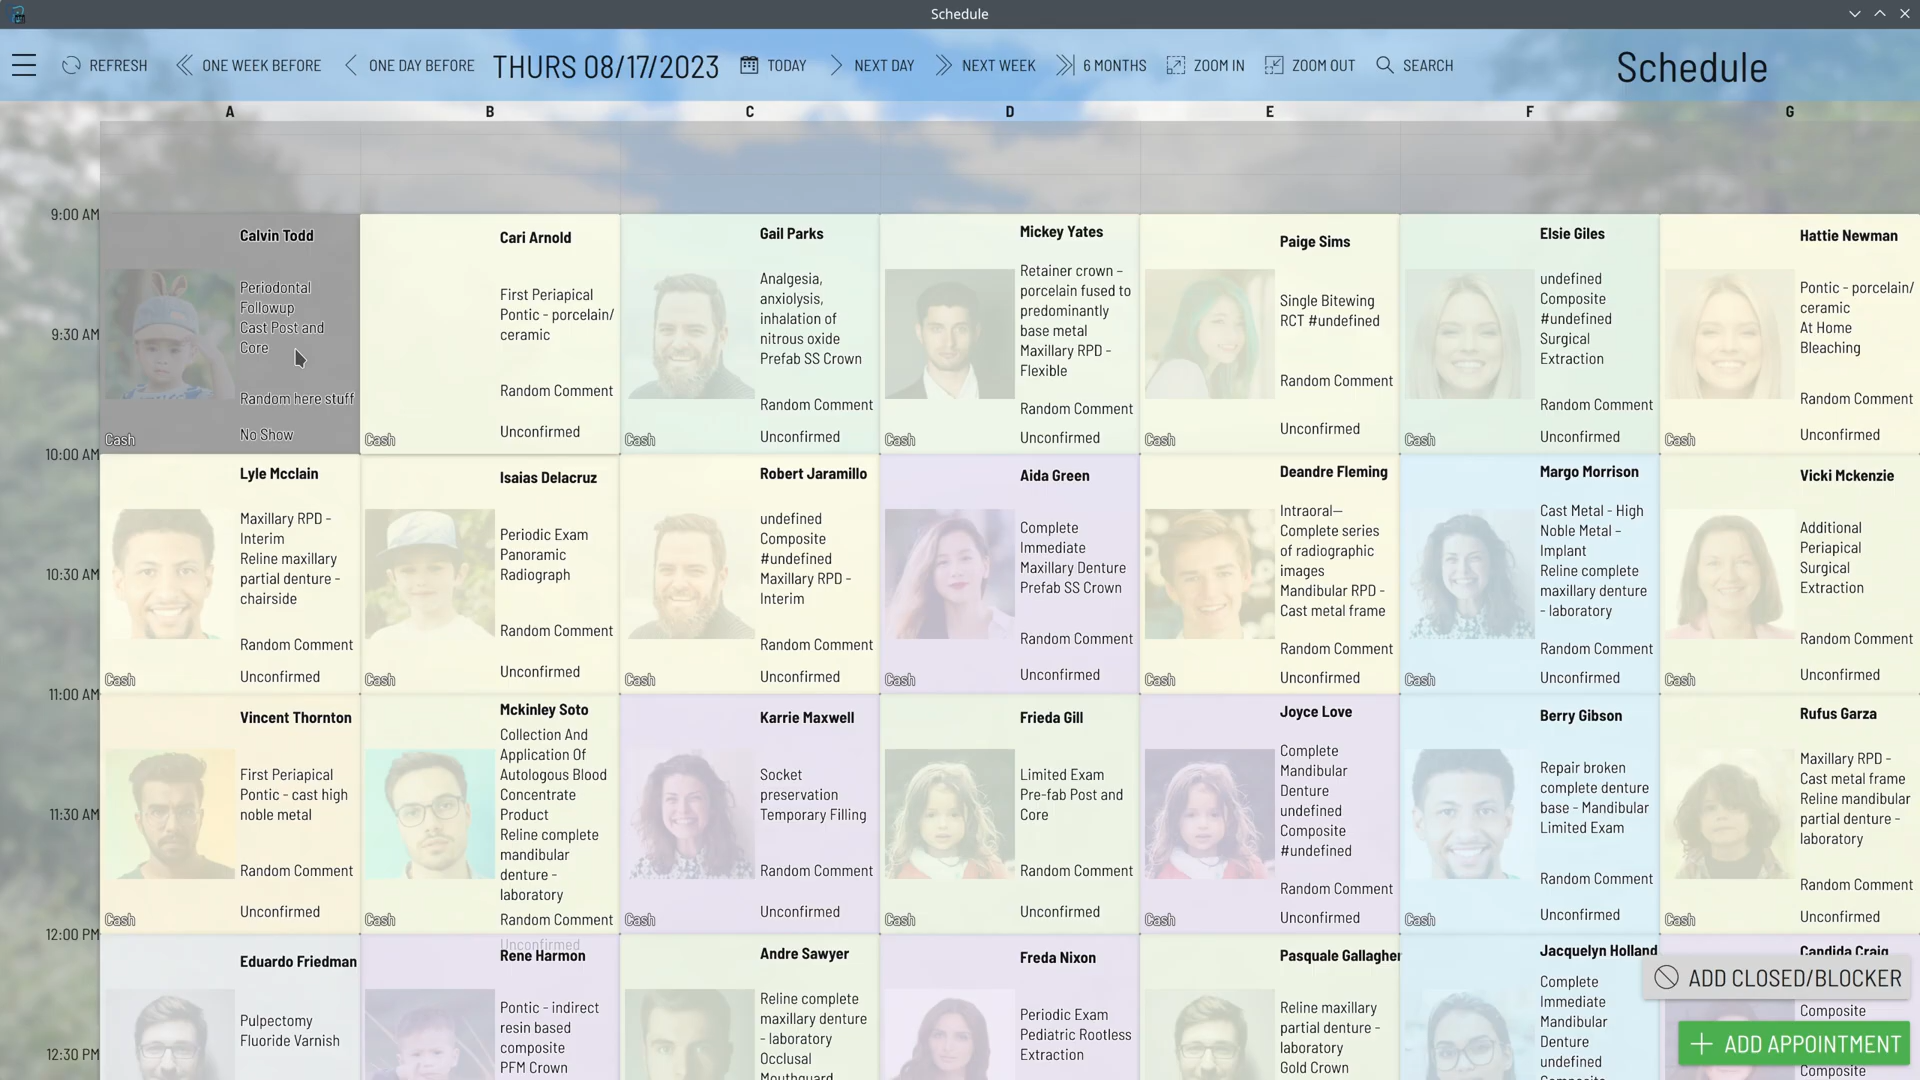 Schedule
REFRESH
ONE WEEK BEFORE
ONE DAY BEFORE
THURS 08/17/2023
TODAY
NEXT DAY
NEXT WEEK
6 MONTHS
ZOOM IN
ZOOM OUT
SEARCH
Schedule
A
B
C
D
E
F
G
9:00 AM
9:30 AM
10:00 AM
10:30 AM
11:00 AM
11:30 AM
12:00 PM
12:30 PM
Calvin Todd
Periodontal
Followup
Cast Post and
Core
Random here stuff
No Show
Cash
Cari Arnold
First Periapical
Pontic - porcelain/
ceramic
Random Comment
Unconfirmed
Cash
Gail Parks
Analgesia,
anxiolysis,
inhalation of
nitrous oxide
Prefab SS Crown
Random Comment
Unconfirmed
Cash
Mickey Yates
Retainer crown –
porcelain fused to
predominantly
base metal
Maxillary RPD -
Flexible
Random Comment
Unconfirmed
Cash
Paige Sims
Single Bitewing
RCT #undefined
Random Comment
Unconfirmed
Cash
Elsie Giles
undefined
Composite
#undefined
Surgical
Extraction
Random Comment
Unconfirmed
Cash
Hattie Newman
Pontic - porcelain/
ceramic
At Home
Bleaching
Random Comment
Unconfirmed
Cash
Lyle Mcclain
Maxillary RPD -
Interim
Reline maxillary
partial denture -
chairside
Random Comment
Unconfirmed
Cash
Isaias Delacruz
Periodic Exam
Panoramic
Radiograph
Random Comment
Unconfirmed
Cash
Robert Jaramillo
undefined
Composite
#undefined
Maxillary RPD -
Interim
Random Comment
Unconfirmed
Cash
Aida Green
Complete
Immediate
Maxillary Denture
Prefab SS Crown
Random Comment
Unconfirmed
Cash
Deandre Fleming
Intraoral—
Complete series
of radiographic
images
Mandibular RPD -
Cast metal frame
Random Comment
Unconfirmed
Cash
Margo Morrison
Cast Metal - High
Noble Metal –
Implant
Reline complete
maxillary denture
- laboratory
Random Comment
Unconfirmed
Cash
Vicki Mckenzie
Additional
Periapical
Surgical
Extraction
Random Comment
Unconfirmed
Cash
Vincent Thornton
First Periapical
Pontic - cast high
noble metal
Random Comment
Unconfirmed
Cash
Mckinley Soto
Collection And
Application Of
Autologous Blood
Concentrate
Product
Reline complete
mandibular
denture -
laboratory
Random Comment
Unconfirmed
Cash
Karrie Maxwell
Socket
preservation
Temporary Filling
Random Comment
Unconfirmed
Cash
Frieda Gill
Limited Exam
Pre-fab Post and
Core
Random Comment
Unconfirmed
Cash
Joyce Love
Complete
Mandibular
Denture
undefined
Composite
#undefined
Random Comment
Unconfirmed
Cash
Berry Gibson
Repair broken
complete denture
base - Mandibular
Limited Exam
Random Comment
Unconfirmed
Cash
Rufus Garza
Maxillary RPD -
Cast metal frame
Reline mandibular
partial denture -
laboratory
Random Comment
Unconfirmed
Cash
Eduardo Friedman
Pulpectomy
Fluoride Varnish
Rene Harmon
Pontic - indirect
resin based
composite
PFM Crown
Andre Sawyer
Reline complete
maxillary denture
- laboratory
Occlusal
Mouthguard
Freda Nixon
Periodic Exam
Pediatric Rootless
Extraction
Pasquale Gallagher
Reline maxillary
partial denture -
laboratory
Gold Crown
Jacquelyn Holland
Complete
Immediate
Mandibular
Denture
undefined
Composite
Candida Craig
Composite
Composite
ADD CLOSED/BLOCKER
ADD APPOINTMENT